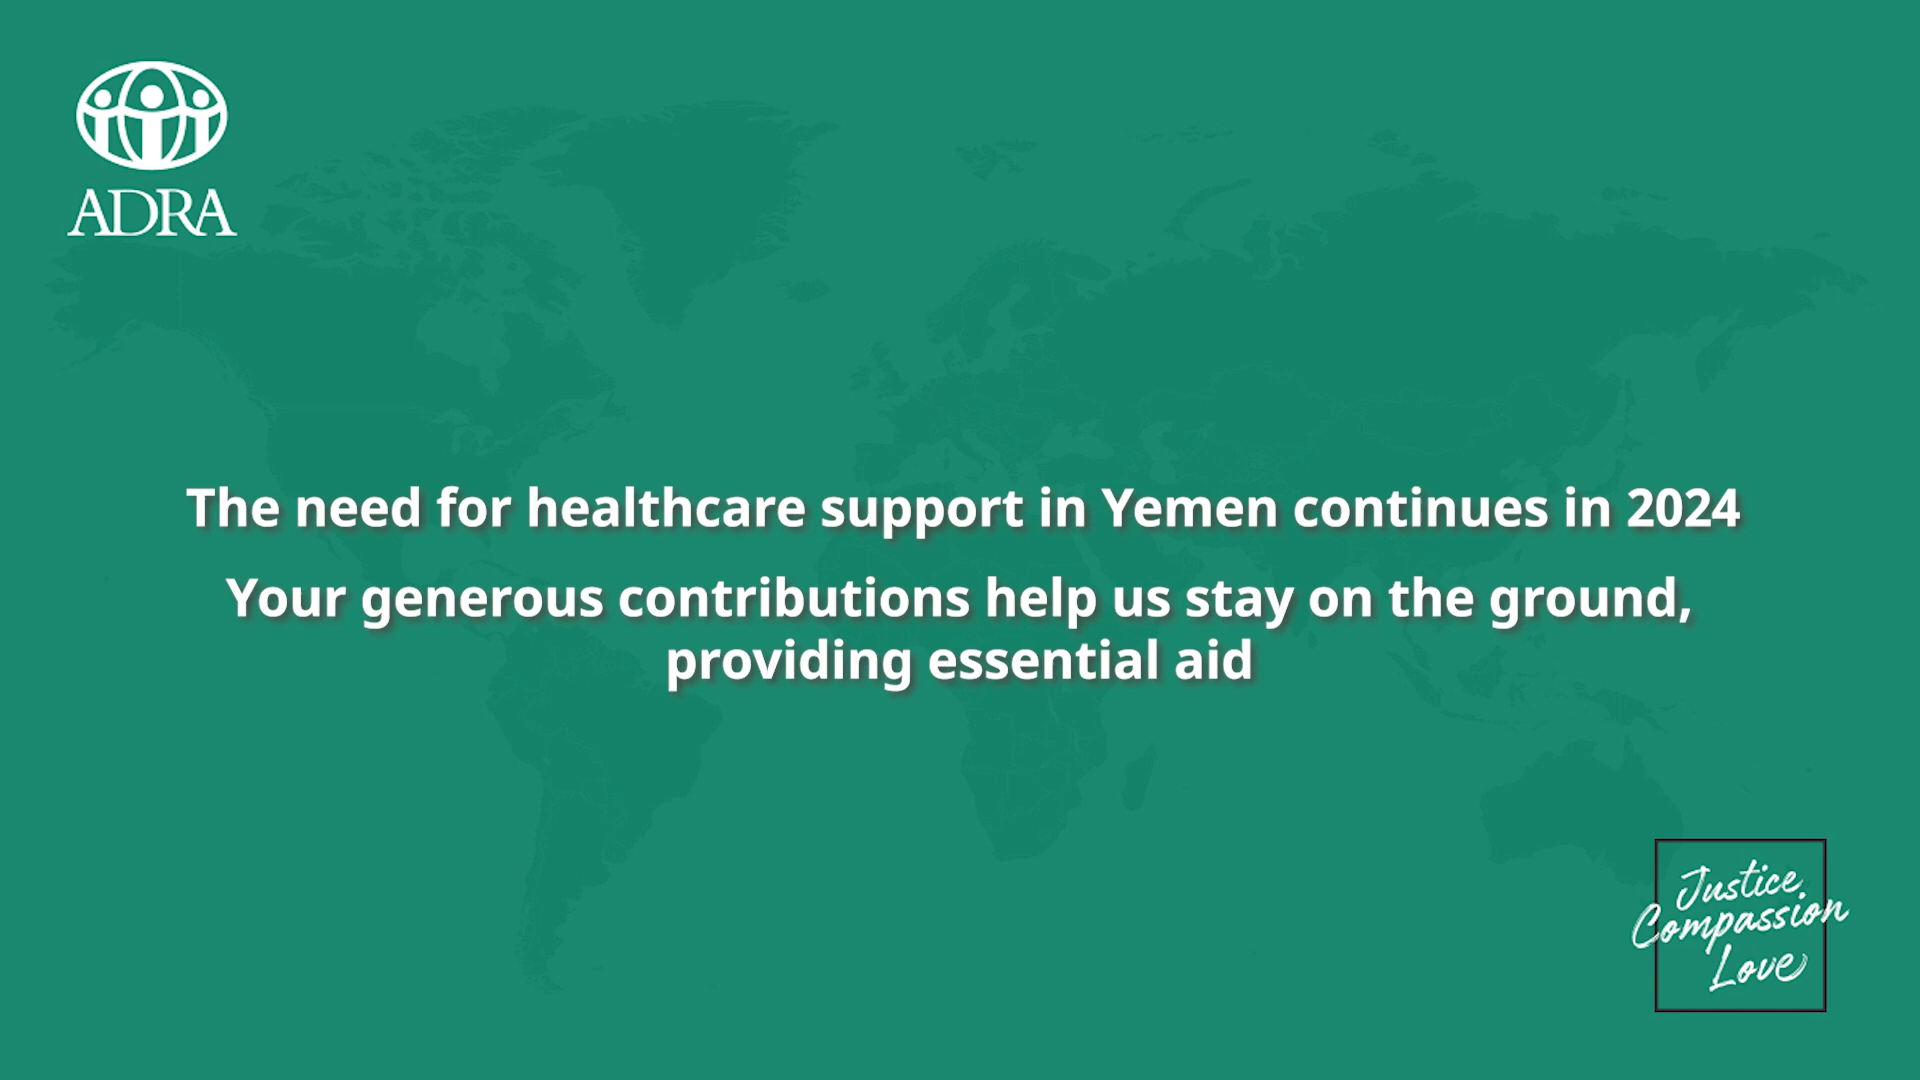 ADRA
The need for healthcare support in Yemen continues in 2024
Your generous contributions help us stay on the ground,
providing essential aid
Justice
Compassion
Love